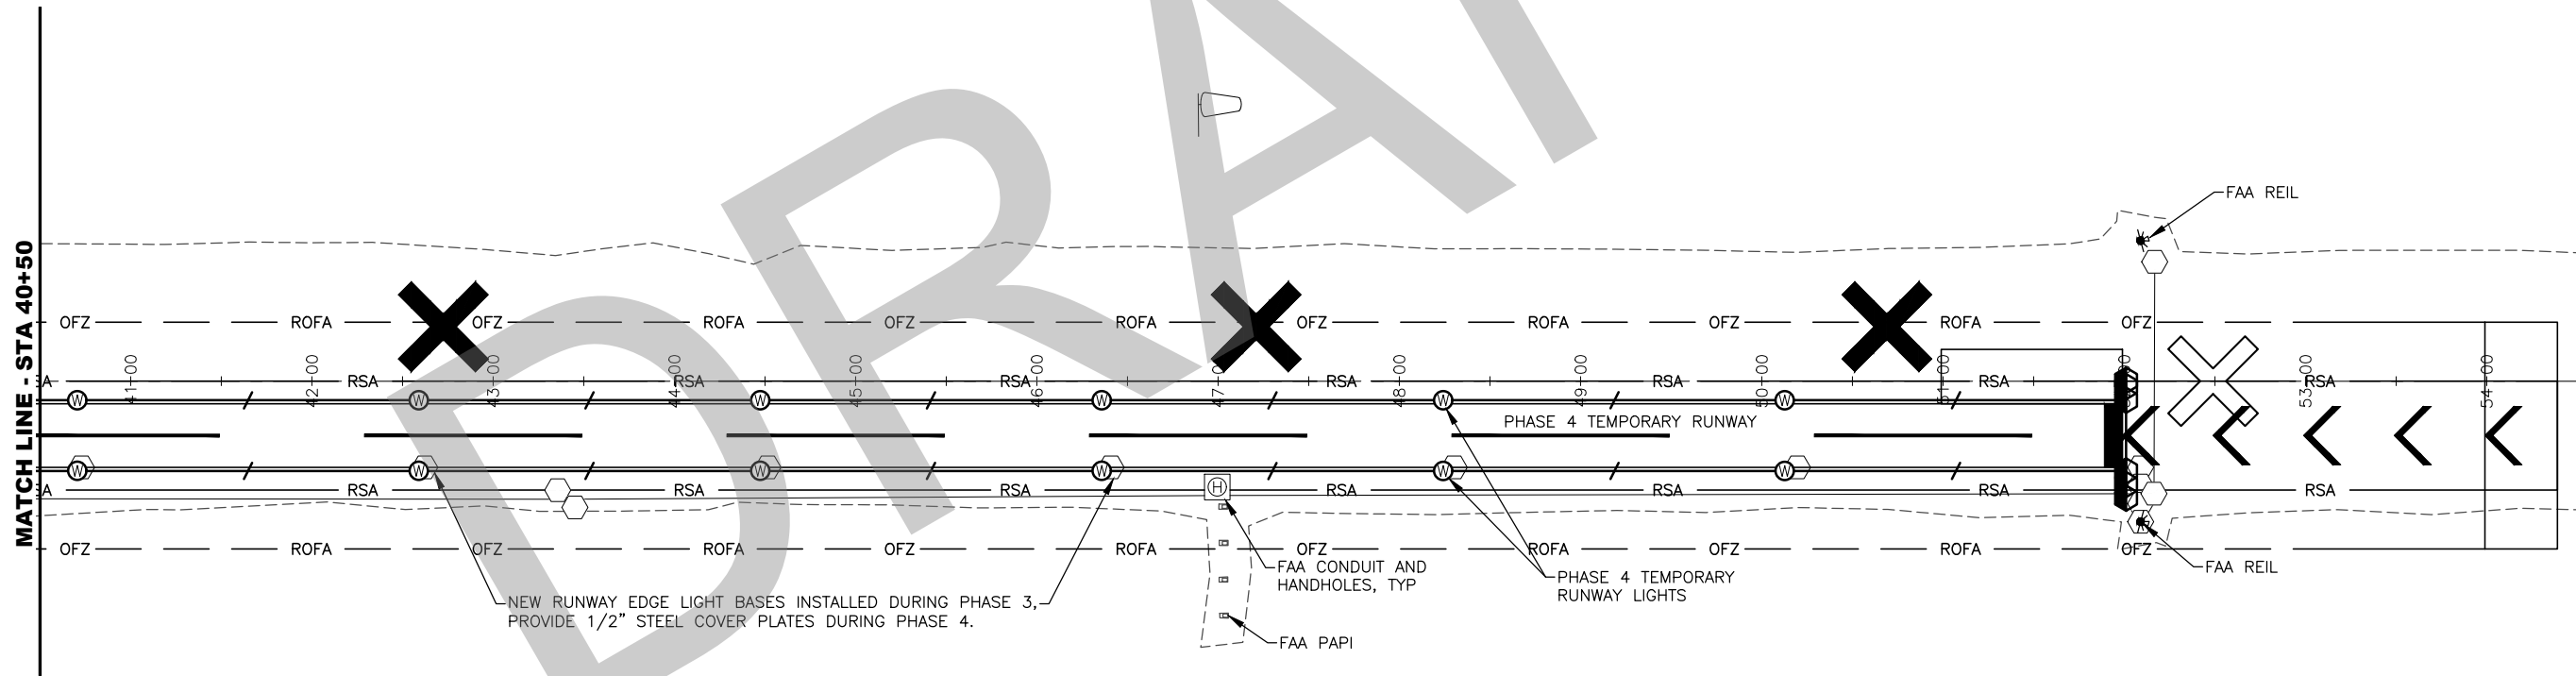 DRAF
MATCH LINE - STA 40+50
FAA REIL
OFZ ROFA OFZ ROFA OFZ ROFA OFZ ROFA OFZ ROFA OFZ
41+00 42+00 43+00 44+00 45+00 46+00 47+00 48+00 49+00 50+00 51+00 53+00 54+00
SA RSA RSA RSA RSA RSA RSA RSA
W W W W W W
PHASE 4 TEMPORARY RUNWAY
W W W W W W
H
SA RSA RSA RSA RSA RSA RSA RSA
OFZ ROFA OFZ ROFA OFZ ROFA OFZ ROFA OFZ ROFA OFZ
FAA CONDUIT AND
HANDHOLES, TYP
PHASE 4 TEMPORARY
RUNWAY LIGHTS
FAA REIL
NEW RUNWAY EDGE LIGHT BASES INSTALLED DURING PHASE 3,
PROVIDE 1/2" STEEL COVER PLATES DURING PHASE 4.
FAA PAPI